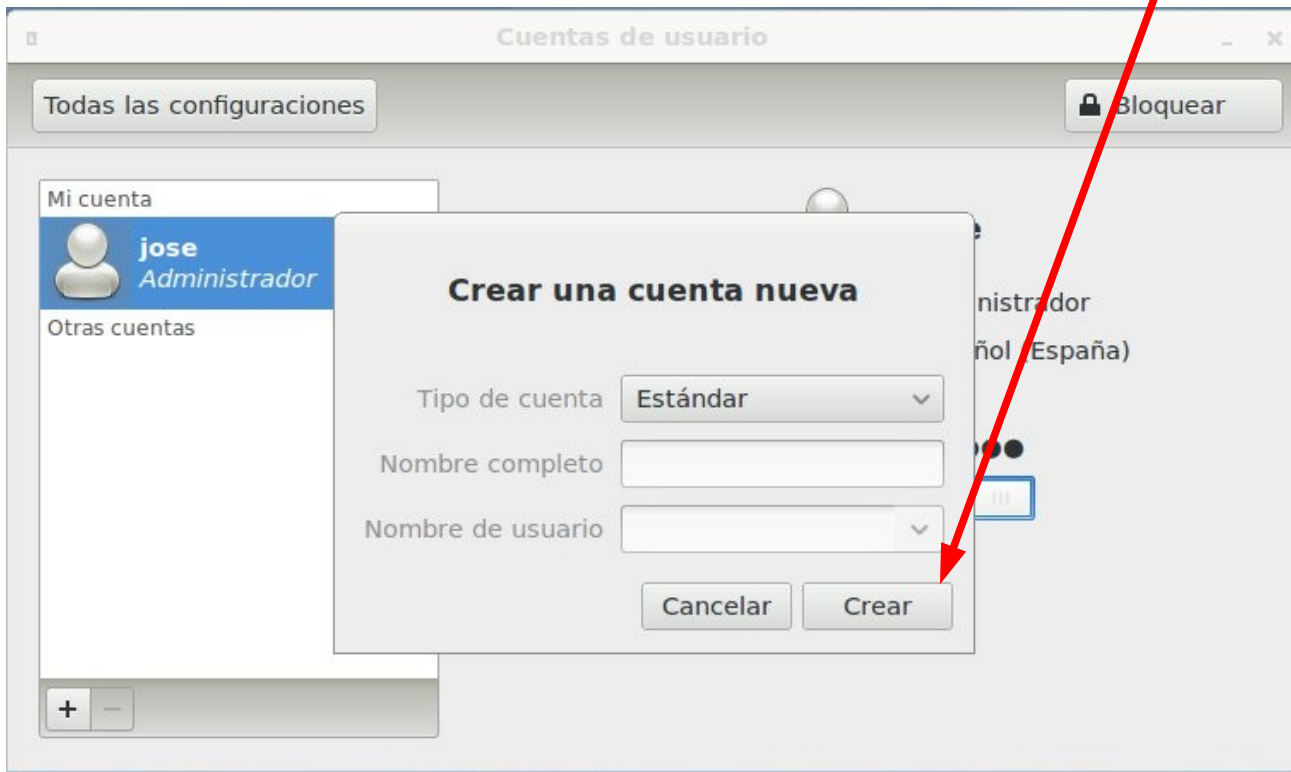 Cuentas de usuario
Todas las configuraciones
Bloquear
Mi cuenta
jose
Administrador
Otras cuentas
Crear una cuenta nueva
nistrador
ñol (España)
Tipo de cuenta Estándar
Nombre completo
Nombre de usuario
Cancelar Crear
+ −